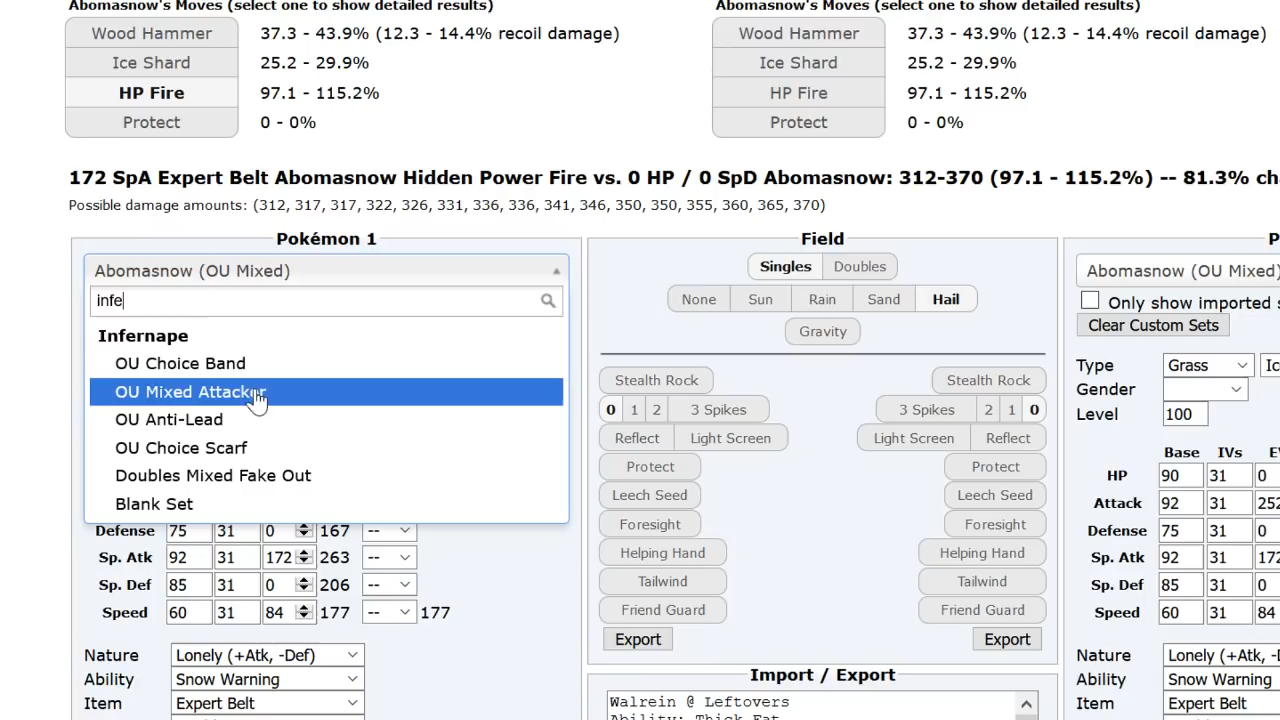 Abomasnow's Moves (select one to show detailed results)
Abomasnow's Moves (select one to show detailed results)
Wood Hammer 37.3 - 43.9% (12.3 - 14.4% recoil damage)
Wood Hammer 37.3 - 43.9% (12.3 - 14.4% recoil damage)
Ice Shard 25.2 - 29.9%
Ice Shard 25.2 - 29.9%
HP Fire 97.1 - 115.2%
HP Fire 97.1 - 115.2%
Protect 0 - 0%
Protect 0 - 0%
172 SpA Expert Belt Abomasnow Hidden Power Fire vs. 0 HP / 0 SpD Abomasnow: 312-370 (97.1 - 115.2%) -- 81.3% ch
Possible damage amounts: (312, 317, 317, 322, 326, 331, 336, 336, 341, 346, 350, 350, 355, 360, 365, 370)
Pokémon 1
Abomasnow (OU Mixed)
infe
Infernape
OU Choice Band
OU Mixed Attacker
OU Anti-Lead
OU Choice Scarf
Doubles Mixed Fake Out
Blank Set
Defense 75 31 0 167 --
Sp. Atk 92 31 172 263 --
Sp. Def 85 31 0 206 --
Speed 60 31 84 177 -- 177
Nature Lonely (+Atk, -Def)
Ability Snow Warning
Item Expert Belt
Field
Singles Doubles
None Sun Rain Sand Hail
Gravity
Stealth Rock Stealth Rock
0 1 2 3 Spikes 3 Spikes 2 1 0
Reflect Light Screen Light Screen Reflect
Protect Protect
Leech Seed Leech Seed
Foresight Foresight
Helping Hand Helping Hand
Tailwind Tailwind
Friend Guard Friend Guard
Export Export
Import / Export
Walrein @ Leftovers
Ability: Thick Fat
P
Abomasnow (OU Mixed)
Only show imported s
Clear Custom Sets
Type Grass Ic
Gender
Level 100
Base IVs E
HP 90 31 0
Attack 92 31 252
Defense 75 31 0
Sp. Atk 92 31 172
Sp. Def 85 31 0
Speed 60 31 84
Nature Lonely (+Atk, -D
Ability Snow Warning
Item Expert Belt